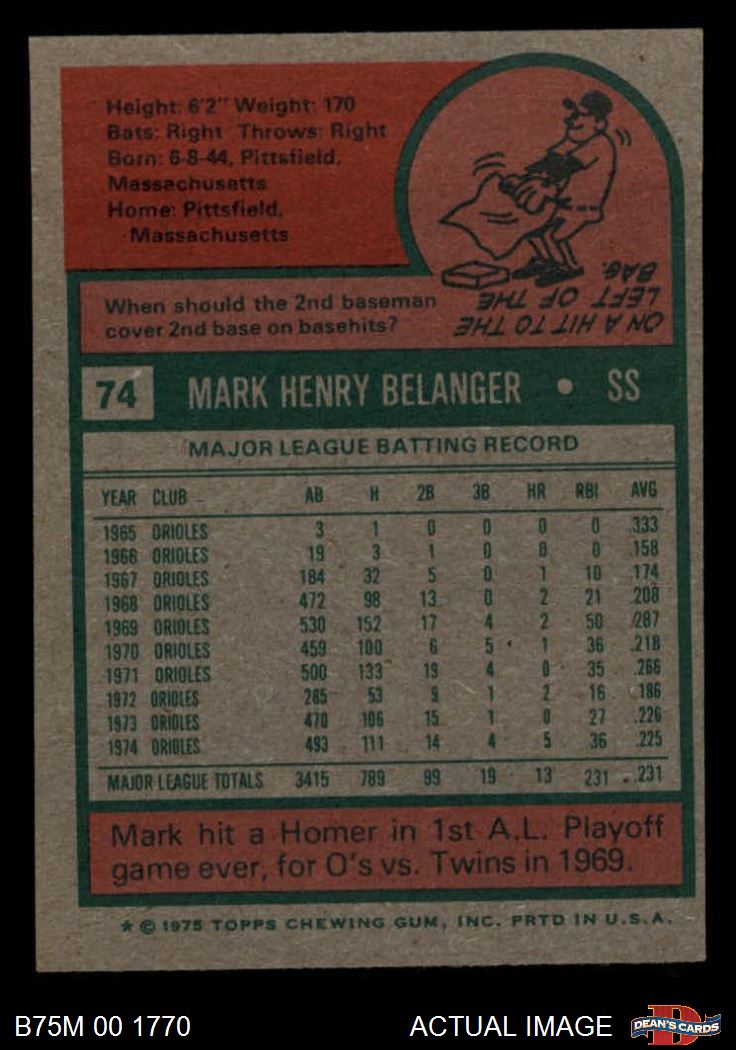 Height: 6'2" Weight: 170
Bats: Right Throws: Right
Born: 6-8-44, Pittsfield,
Massachusetts
Home: Pittsfield,
Massachusetts
When should the 2nd baseman
cover 2nd base on basehits?
ON A HIT TO THE
LEFT OF THE
BAG.
74 MARK HENRY BELANGER • SS
MAJOR LEAGUE BATTING RECORD
YEAR CLUB AB H 2B 3B HR RBI AVG
1965 ORIOLES 3 1 0 0 0 0 .333
1966 ORIOLES 19 3 1 0 0 0 .158
1967 ORIOLES 184 32 5 0 1 10 .174
1968 ORIOLES 472 98 13 0 2 21 .208
1969 ORIOLES 530 152 17 4 2 50 .287
1970 ORIOLES 459 100 6 5 1 36 .218
1971 ORIOLES 500 133 19 4 0 35 .266
1972 ORIOLES 285 53 9 1 2 16 .186
1973 ORIOLES 470 106 15 1 0 27 .226
1974 ORIOLES 493 111 14 4 5 36 .225
MAJOR LEAGUE TOTALS 3415 789 99 19 13 231 .231
Mark hit a Homer in 1st A.L. Playoff
game ever, for O's vs. Twins in 1969.
* © 1975 TOPPS CHEWING GUM, INC. PRTD IN U.S.A.
B75M 00 1770 ACTUAL IMAGE DEAN'S CARDS